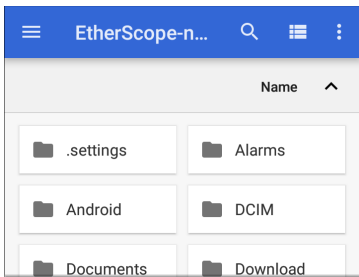 EtherScope-n...
Name
.settings
Alarms
Android
DCIM
Documents
Download